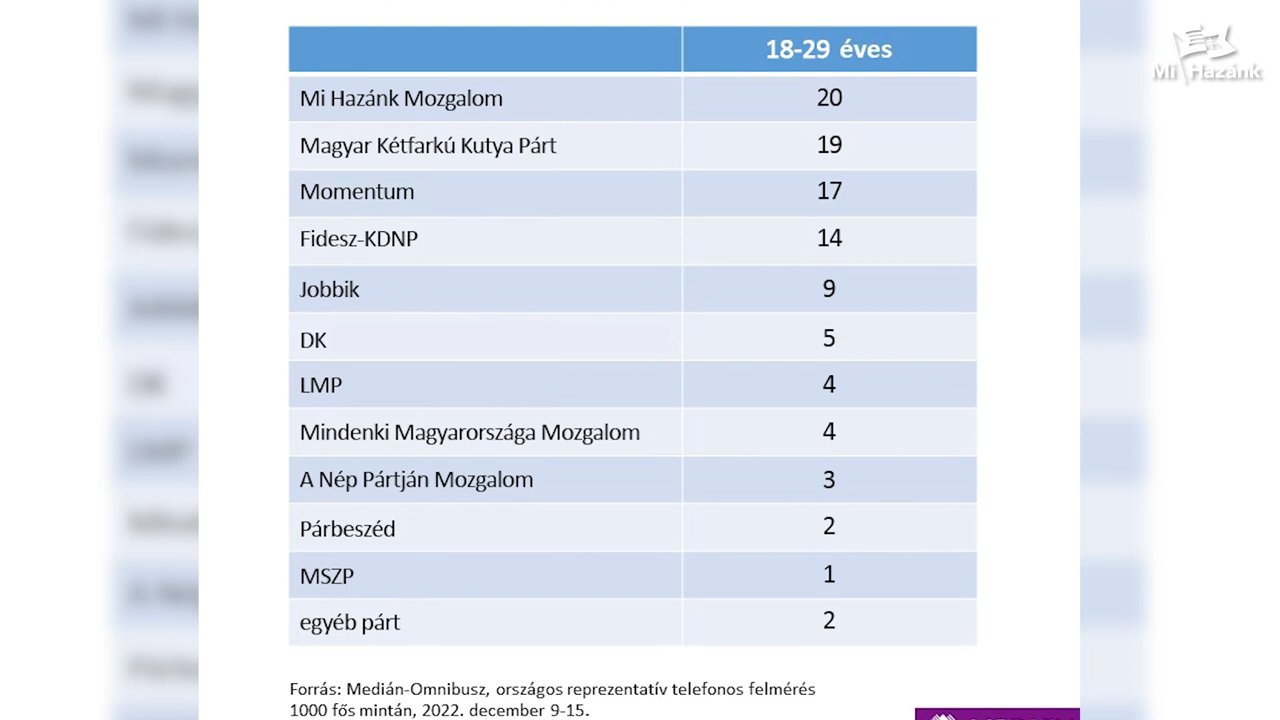 Mi Hazánk
18-29 éves
Mi Hazánk Mozgalom 20
Magyar Kétfarkú Kutya Párt 19
Momentum 17
Fidesz-KDNP 14
Jobbik 9
DK 5
LMP 4
Mindenki Magyarországa Mozgalom 4
A Nép Pártján Mozgalom 3
Párbeszéd 2
MSZP 1
egyéb párt 2
Forrás: Medián-Omnibusz, országos reprezentatív telefonos felmérés
1000 fős mintán, 2022. december 9-15.